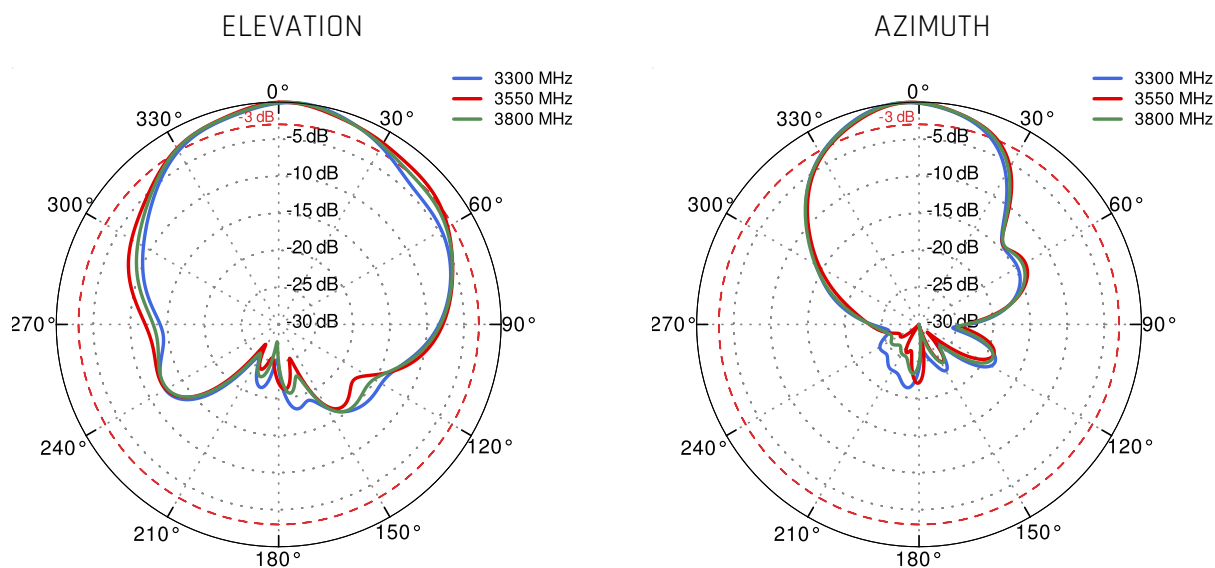 ELEVATION
3300 MHz
3550 MHz
3800 MHz
0°
330°
30°
-3 dB
-5 dB
-10 dB
300°
60°
-15 dB
-20 dB
-25 dB
-30 dB
270°
90°
240°
120°
210°
150°
180°
AZIMUTH
3300 MHz
3550 MHz
3800 MHz
0°
330°
30°
-3 dB
-5 dB
-10 dB
300°
60°
-15 dB
-20 dB
-25 dB
-30 dB
270°
90°
240°
120°
210°
150°
180°